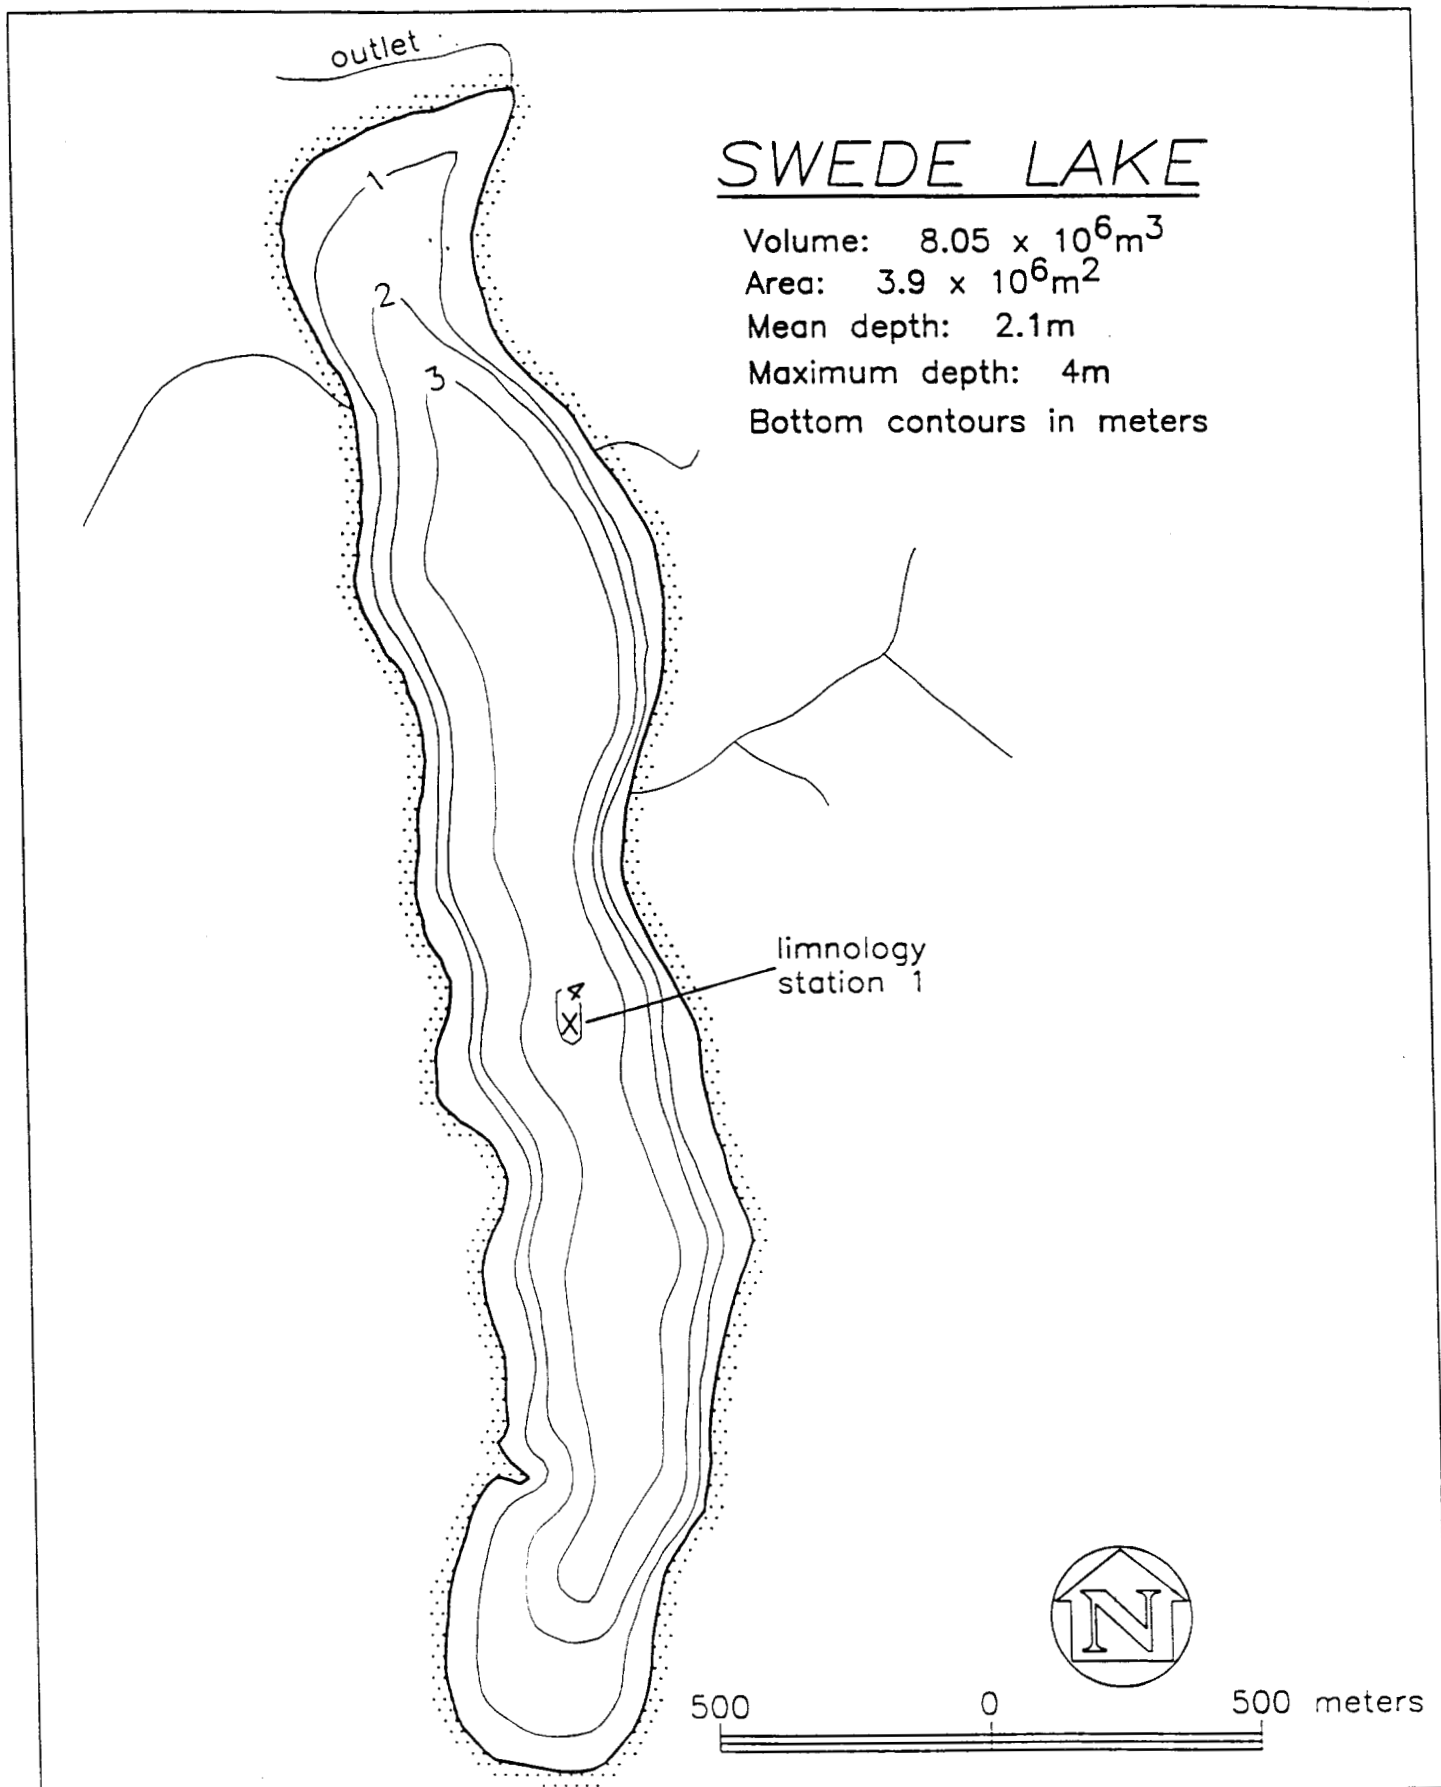 outlet
SWEDE LAKE
Volume: 8.05 x 10⁶m³
Area: 3.9 x 10⁶m²
Mean depth: 2.1m
Maximum depth: 4m
Bottom contours in meters
1
2
3
limnology
station 1
4
X
N
500 0 500 meters